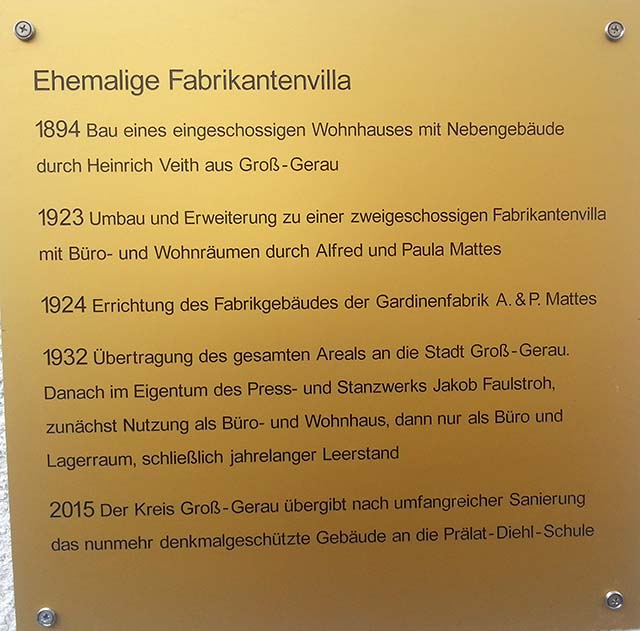 Ehemalige Fabrikantenvilla
1894 Bau eines eingeschossigen Wohnhauses mit Nebengebäude
durch Heinrich Veith aus Groß-Gerau
1923 Umbau und Erweiterung zu einer zweigeschossigen Fabrikantenvilla
mit Büro- und Wohnräumen durch Alfred und Paula Mattes
1924 Errichtung des Fabrikgebäudes der Gardinenfabrik A. & P. Mattes
1932 Übertragung des gesamten Areals an die Stadt Groß-Gerau.
Danach im Eigentum des Press- und Stanzwerks Jakob Faulstroh,
zunächst Nutzung als Büro- und Wohnhaus, dann nur als Büro und
Lagerraum, schließlich jahrelanger Leerstand
2015 Der Kreis Groß-Gerau übergibt nach umfangreicher Sanierung
das nunmehr denkmalgeschützte Gebäude an die Prälat-Diehl-Schule